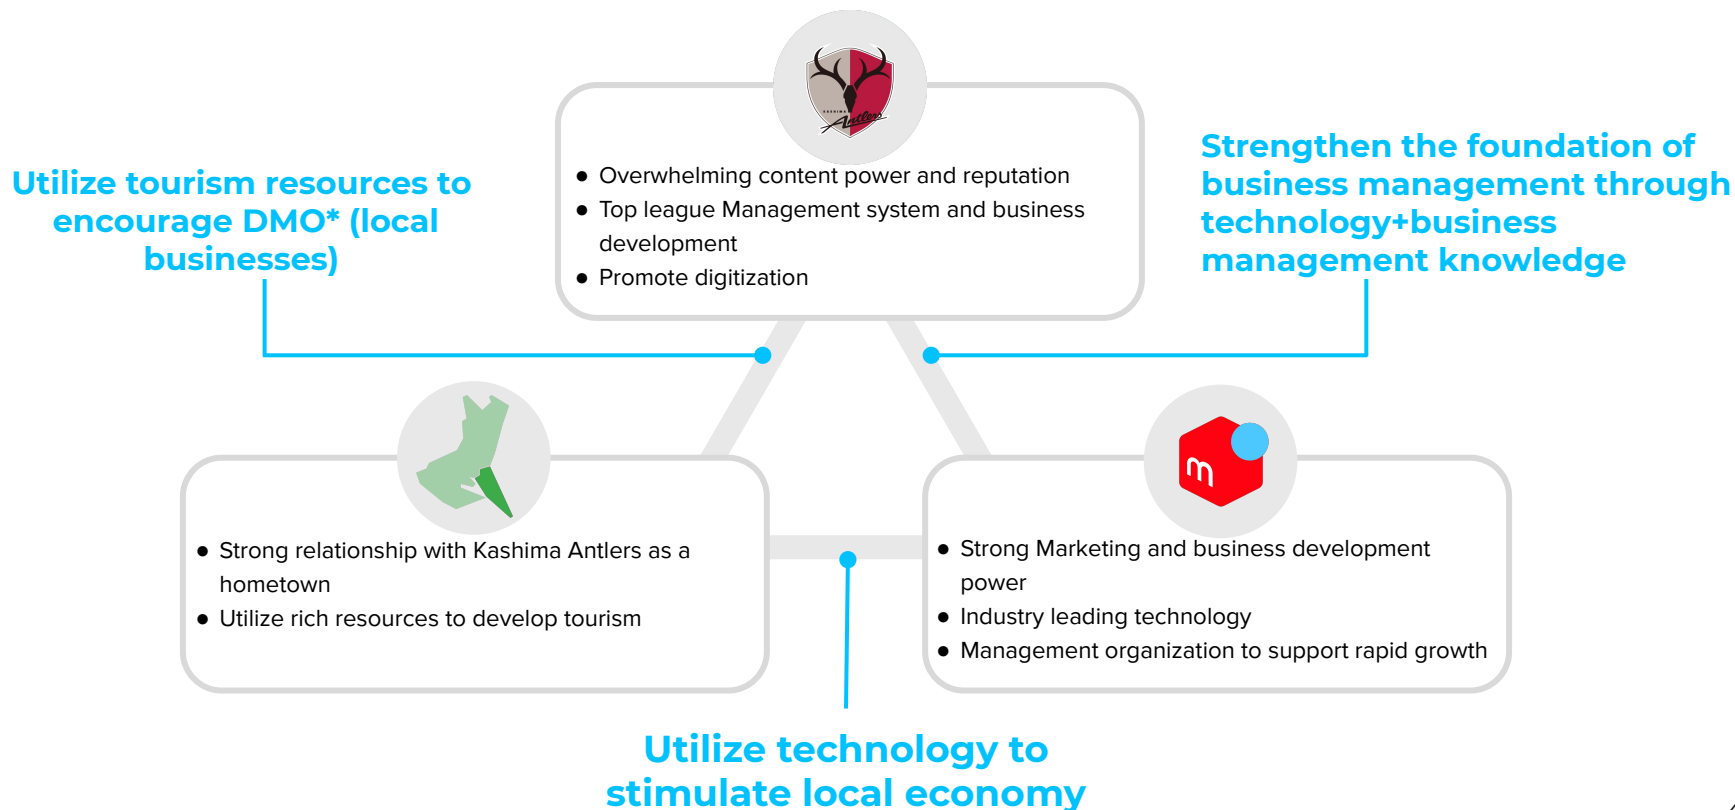 KASHIMA
Antlers
● Overwhelming content power and reputation
● Top league Management system and business
development
● Promote digitization
Utilize tourism resources to
encourage DMO* (local
businesses)
Strengthen the foundation of
business management through
technology+business
management knowledge
● Strong relationship with Kashima Antlers as a
hometown
● Utilize rich resources to develop tourism
m
● Strong Marketing and business development
power
● Industry leading technology
● Management organization to support rapid growth
Utilize technology to
stimulate local economy